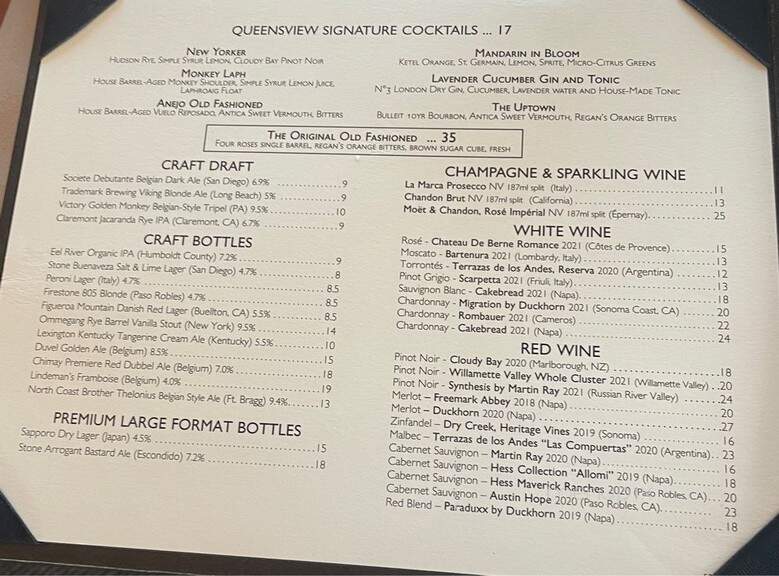 QUEENSVIEW SIGNATURE COCKTAILS ... 17
NEW YORKER
HUDSON RYE, SIMPLE SYRUP, LEMON, CLOUDY BAY PINOT NOIR
MONKEY LAPH
HOUSE BARREL-AGED MONKEY SHOULDER, SIMPLE SYRUP, LEMON JUICE,
LAPHROAIG FLOAT
AÑEJO OLD FASHIONED
HOUSE BARREL-AGED VUELO REPOSADO, ANTICA SWEET VERMOUTH, BITTERS
MANDARIN IN BLOOM
KETEL ORANGE, ST. GERMAIN, LEMON, SPRITE, MICRO-CITRUS GREENS
LAVENDER CUCUMBER GIN AND TONIC
N°3 LONDON DRY GIN, CUCUMBER, LAVENDER WATER AND HOUSE-MADE TONIC
THE UPTOWN
BULLEIT 10YR BOURBON, ANTICA SWEET VERMOUTH, REGAN'S ORANGE BITTERS
THE ORIGINAL OLD FASHIONED ... 35
FOUR ROSES SINGLE BARREL, REGAN'S ORANGE BITTERS, BROWN SUGAR CUBE, FRESH
CRAFT DRAFT
Societe Debutante Belgian Dark Ale (San Diego) 6.9% ............... 9
Trademark Brewing Viking Blonde Ale (Long Beach) 5% ............... 9
Victory Golden Monkey Belgian-Style Tripel (PA) 9.5% ............... 10
Claremont Jacaranda Rye IPA (Claremont, CA) 6.7% ............... 9
CRAFT BOTTLES
Eel River Organic IPA (Humboldt County) 7.2% ............... 9
Stone Buenaveza Salt & Lime Lager (San Diego) 4.7% ............... 8
Peroni Lager (Italy) 4.7% ............... 8.5
Firestone 805 Blonde (Paso Robles) 4.7% ............... 8.5
Figueroa Mountain Danish Red Lager (Buellton, CA) 5.5% ............... 8.5
Ommegang Rye Barrel Vanilla Stout (New York) 9.5% ............... 14
Lexington Kentucky Tangerine Cream Ale (Kentucky) 5.5% ............... 10
Duvel Golden Ale (Belgium) 8.5% ............... 15
Chimay Premiere Red Dubbel Ale (Belgium) 7.0% ............... 18
Lindeman's Framboise (Belgium) 4.0% ............... 19
North Coast Brother Thelonius Belgian Style Ale (Ft. Bragg) 9.4% ............... 13
PREMIUM LARGE FORMAT BOTTLES
Sapporo Dry Lager (Japan) 4.5% ............... 15
Stone Arrogant Bastard Ale (Escondido) 7.2% ............... 18
CHAMPAGNE & SPARKLING WINE
La Marca Prosecco NV 187ml split (Italy) ............... 11
Chandon Brut NV 187ml split (California) ............... 13
Moët & Chandon, Rosé Impérial NV 187ml split (Épernay) ............... 25
WHITE WINE
Rosé - Chateau De Berne Romance 2021 (Côtes de Provence) ............... 15
Moscato - Bartenura 2021 (Lombardy, Italy) ............... 13
Torrontés - Terrazas de los Andes, Reserva 2020 (Argentina) ............... 12
Pinot Grigio - Scarpetta 2021 (Friuli, Italy) ............... 13
Sauvignon Blanc - Cakebread 2021 (Napa) ............... 18
Chardonnay - Migration by Duckhorn 2021 (Sonoma Coast, CA) ............... 20
Chardonnay - Rombauer 2021 (Carneros) ............... 22
Chardonnay - Cakebread 2021 (Napa) ............... 24
RED WINE
Pinot Noir - Cloudy Bay 2020 (Marlborough, NZ) ............... 18
Pinot Noir - Willamette Valley Whole Cluster 2021 (Willamette Valley) . 20
Pinot Noir - Synthesis by Martin Ray 2021 (Russian River Valley) ....... 24
Merlot – Freemark Abbey 2018 (Napa) ............... 20
Merlot – Duckhorn 2020 (Napa) ............... 27
Zinfandel – Dry Creek, Heritage Vines 2019 (Sonoma) ............... 16
Malbec – Terrazas de los Andes "Las Compuertas" 2020 (Argentina) .. 23
Cabernet Sauvignon – Martin Ray 2020 (Napa) ............... 16
Cabernet Sauvignon – Hess Collection "Allomi" 2019 (Napa) ............... 18
Cabernet Sauvignon – Hess Maverick Ranches 2020 (Paso Robles, CA) ... 20
Cabernet Sauvignon – Austin Hope 2020 (Paso Robles, CA) ............... 23
Red Blend – Paraduxx by Duckhorn 2019 (Napa) ............... 18